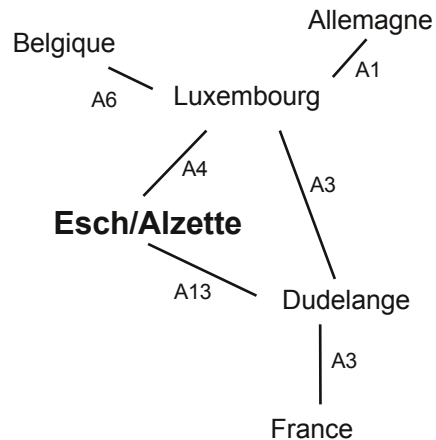 Allemagne
Belgique
A1
A6
Luxembourg
A4
A3
Esch/Alzette
A13
Dudelange
A3
France